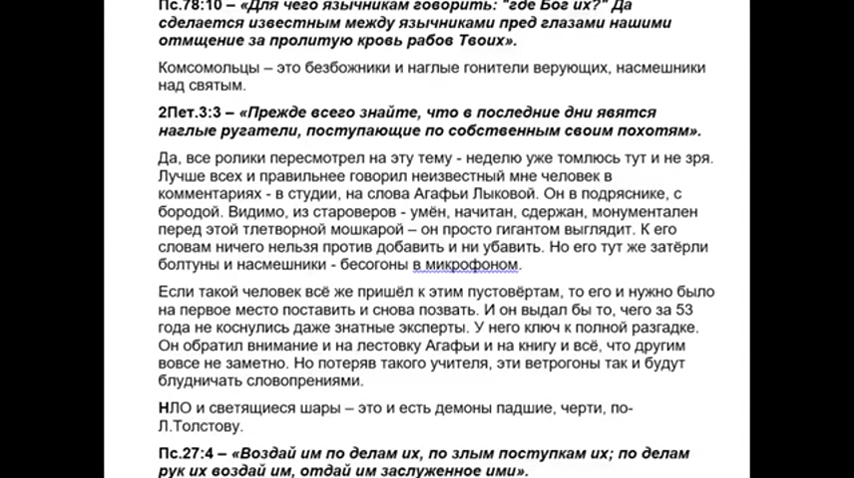 Пс.78:10 – «Для чего язычникам говорить: "где Бог их?" Да
сделается известным между язычниками пред глазами нашими
отмщение за пролитую кровь рабов Твоих».
Комсомольцы – это безбожники и наглые гонители верующих, насмешники
над святым.
2Пет.3:3 – «Прежде всего знайте, что в последние дни явятся
наглые ругатели, поступающие по собственным своим похотям».
Да, все ролики пересмотрел на эту тему - неделю уже томлюсь тут и не зря.
Лучше всех и правильнее говорил неизвестный мне человек в
комментариях - в студии, на слова Агафьи Лыковой. Он в подряснике, с
бородой. Видимо, из староверов - умён, начитан, сдержан, монументален
перед этой тлетворной мошкарой – он просто гигантом выглядит. К его
словам ничего нельзя против добавить и ни убавить. Но его тут же затёрли
болтуны и насмешники - бесогоны в микрофоном.
Если такой человек всё же пришёл к этим пустовёртам, то его и нужно было
на первое место поставить и снова позвать. И он выдал бы то, чего за 53
года не коснулись даже знатные эксперты. У него ключ к полной разгадке.
Он обратил внимание и на лестовку Агафьи и на книгу и всё, что другим
вовсе не заметно. Но потеряв такого учителя, эти ветрогоны так и будут
блудничать словопрениями.
НЛО и светящиеся шары – это и есть демоны падшие, черти, по-
Л.Толстову.
Пс.27:4 – «Воздай им по делам их, по злым поступкам их; по делам
рук их воздай им, отдай им заслуженное ими».